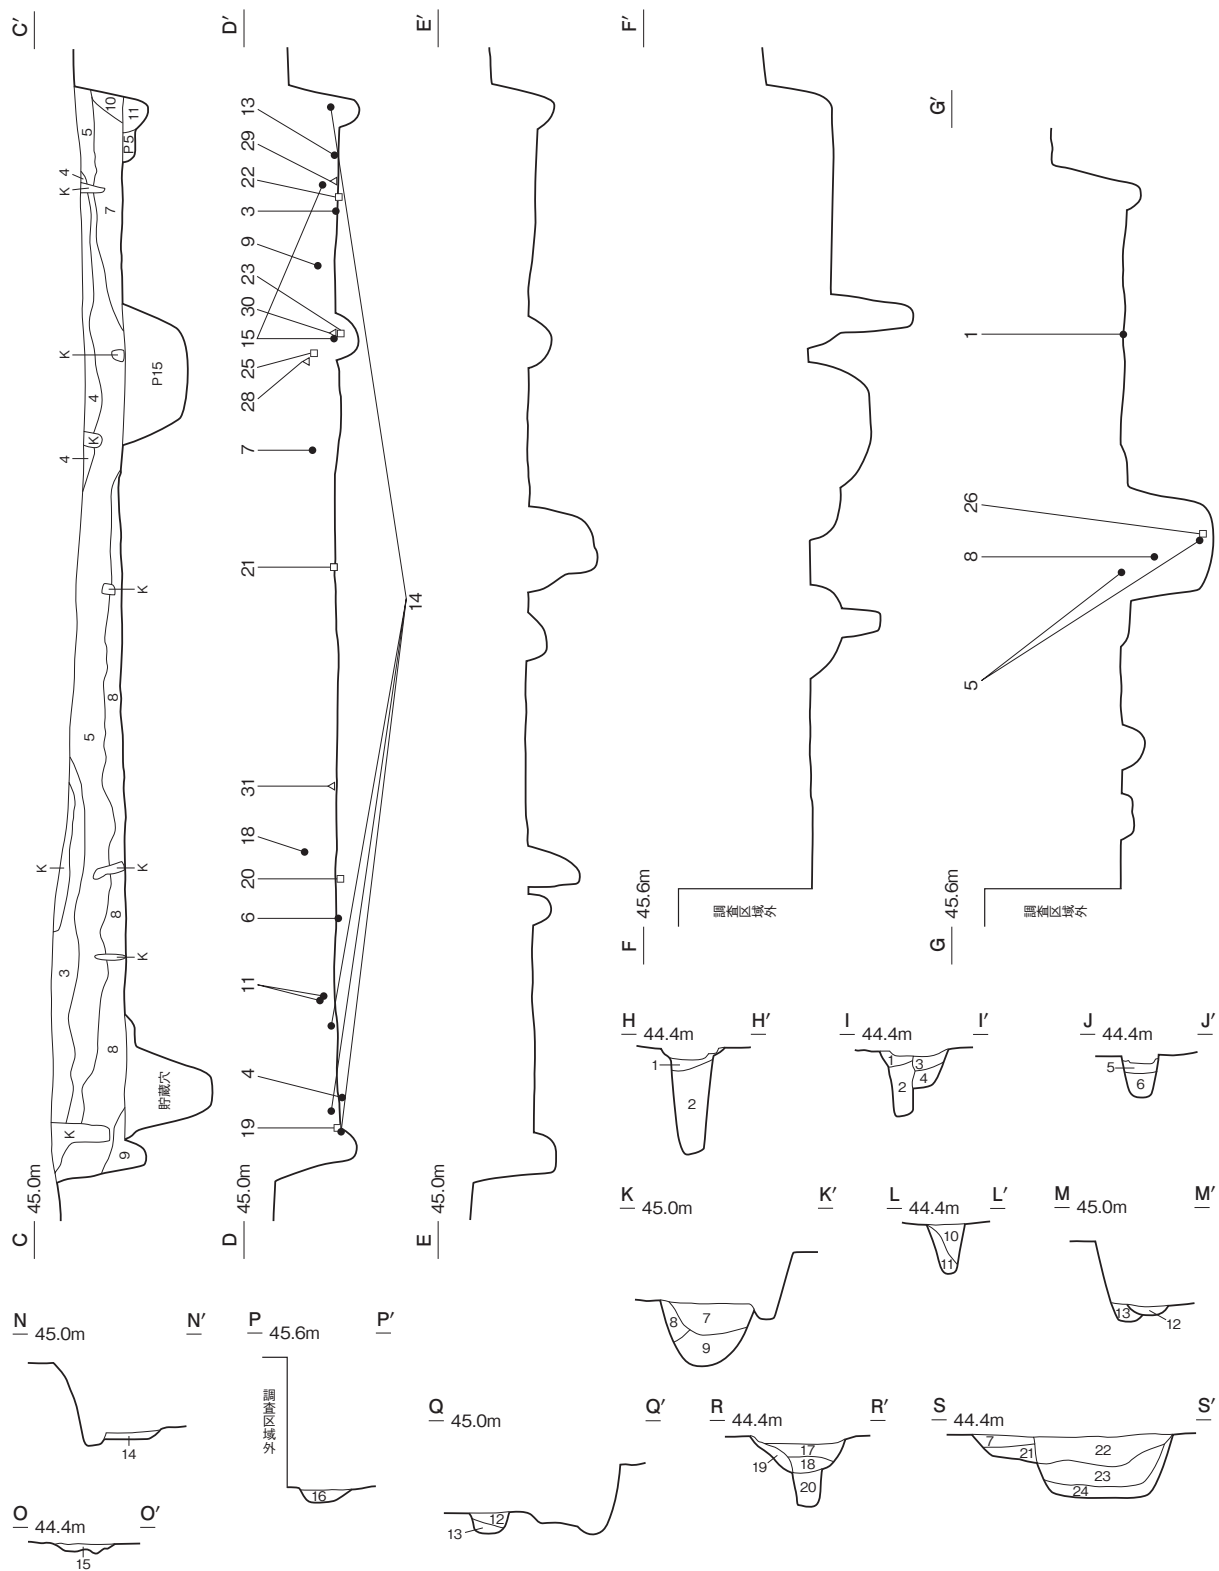 C′
D′
E′
F′
G′
10
11
5
P5
4
K
7
K
P15
4
K
4
K
8
5
K
K
8
K
3
8
貯蔵穴
K
9
45.0m
C
13
29
22
3
9
23
30
15
25
28
7
21
14
31
18
20
6
11
4
19
45.0m
D
45.0m
E
45.6m
調査区域外
F
1
26
8
5
45.6m
調査区域外
G
H 44.4m H′
1
2
I 44.4m I′
1 3
2 4
J 44.4m J′
5
6
K 45.0m K′
7
8
9
L 44.4m L′
10
11
M 45.0m M′
13
12
N 45.0m N′
14
O 44.4m O′
15
P 45.6m P′
調査区域外
16
Q 45.0m Q′
12
13
R 44.4m R′
17
19 18
20
S 44.4m S′
7
21 22
23
24